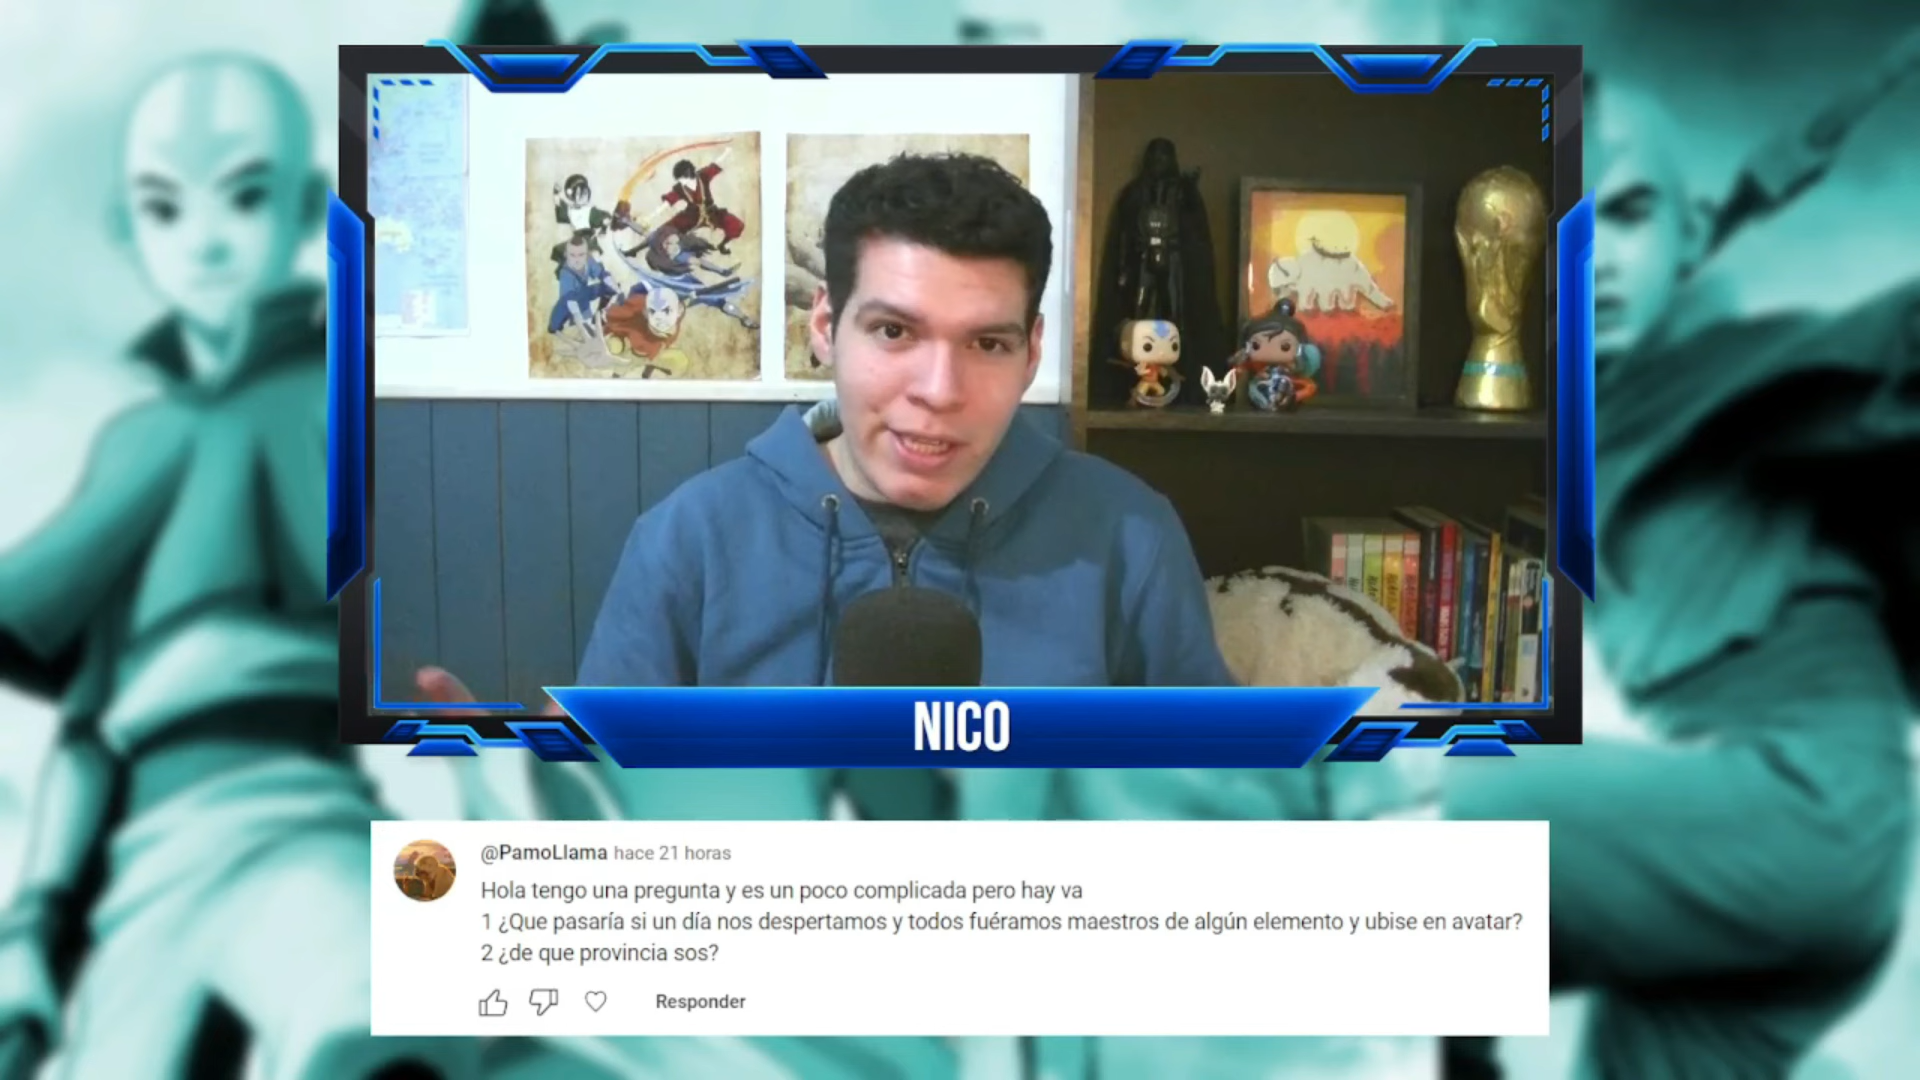 NICO
@PamoLlama hace 21 horas
Hola tengo una pregunta y es un poco complicada pero hay va
1 ¿Que pasaría si un día nos despertamos y todos fuéramos maestros de algún elemento y ubise en avatar?
2 ¿de que provincia sos?
Responder